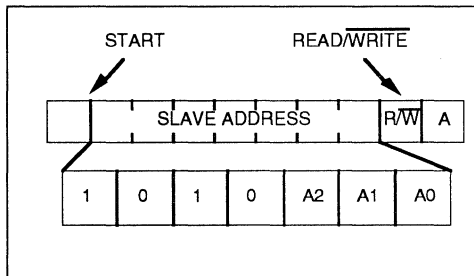 START READ/WRITE
SLAVE ADDRESS R/W A
1 0 1 0 A2 A1 A0